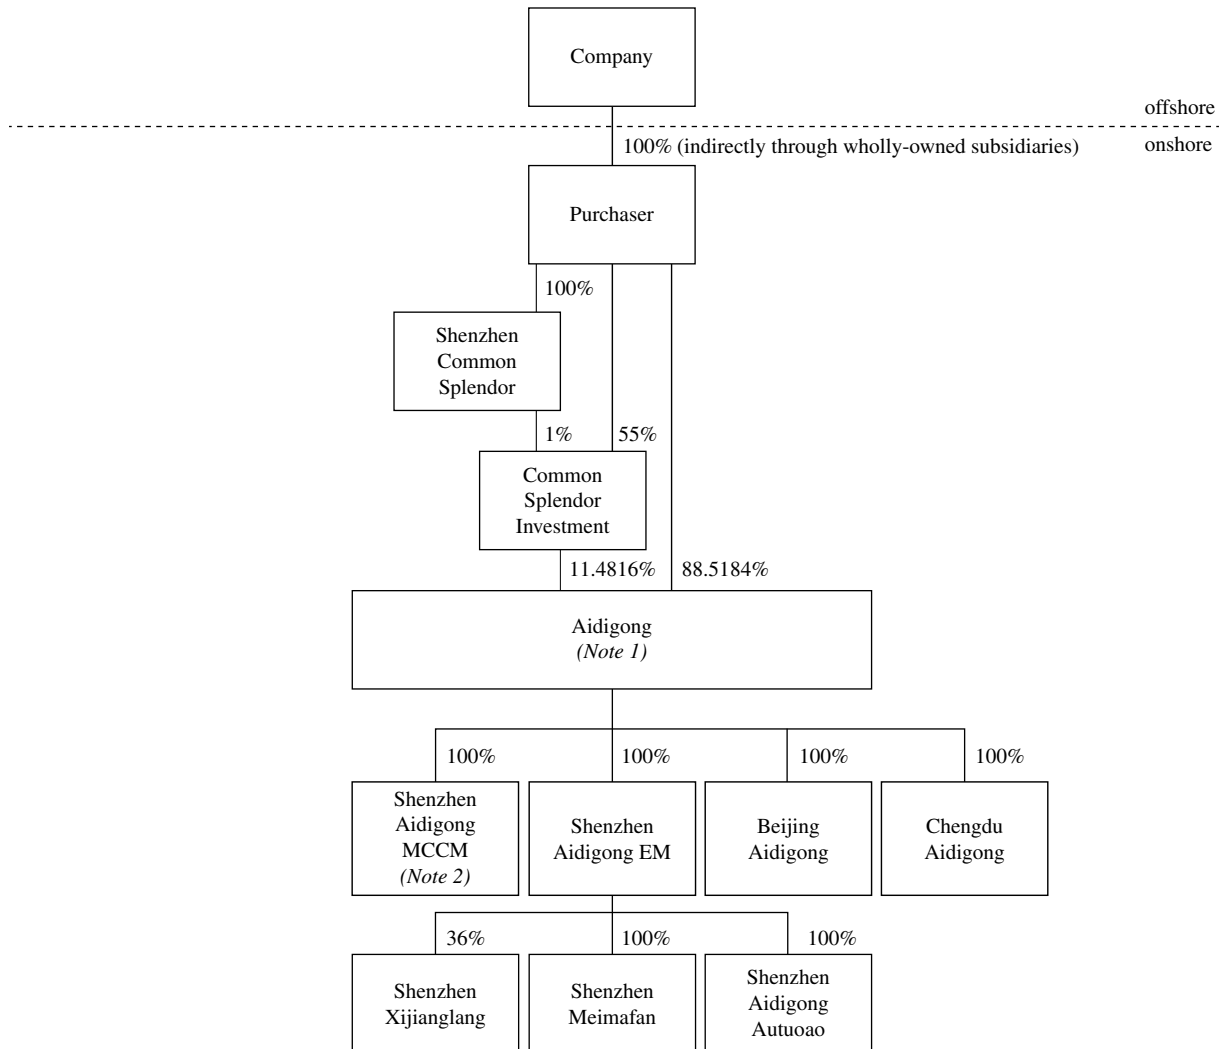 Company
offshore
100% (indirectly through wholly-owned subsidiaries)
onshore
Purchaser
100%
Shenzhen
Common
Splendor
1%
55%
Common
Splendor
Investment
11.4816%
88.5184%
Aidigong
(Note 1)
100%
100%
100%
100%
Shenzhen
Aidigong
MCCM
(Note 2)
Shenzhen
Aidigong EM
Beijing
Aidigong
Chengdu
Aidigong
36%
100%
100%
Shenzhen
Xijianglang
Shenzhen
Meimafan
Shenzhen
Aidigong
Autuoao